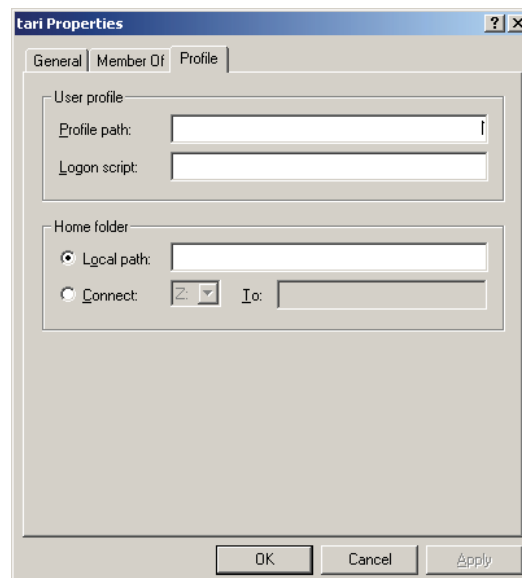 tari Properties
General Member Of Profile
User profile
Profile path:
Logon script:
Home folder
Local path:
Connect: Z: To:
OK Cancel Apply